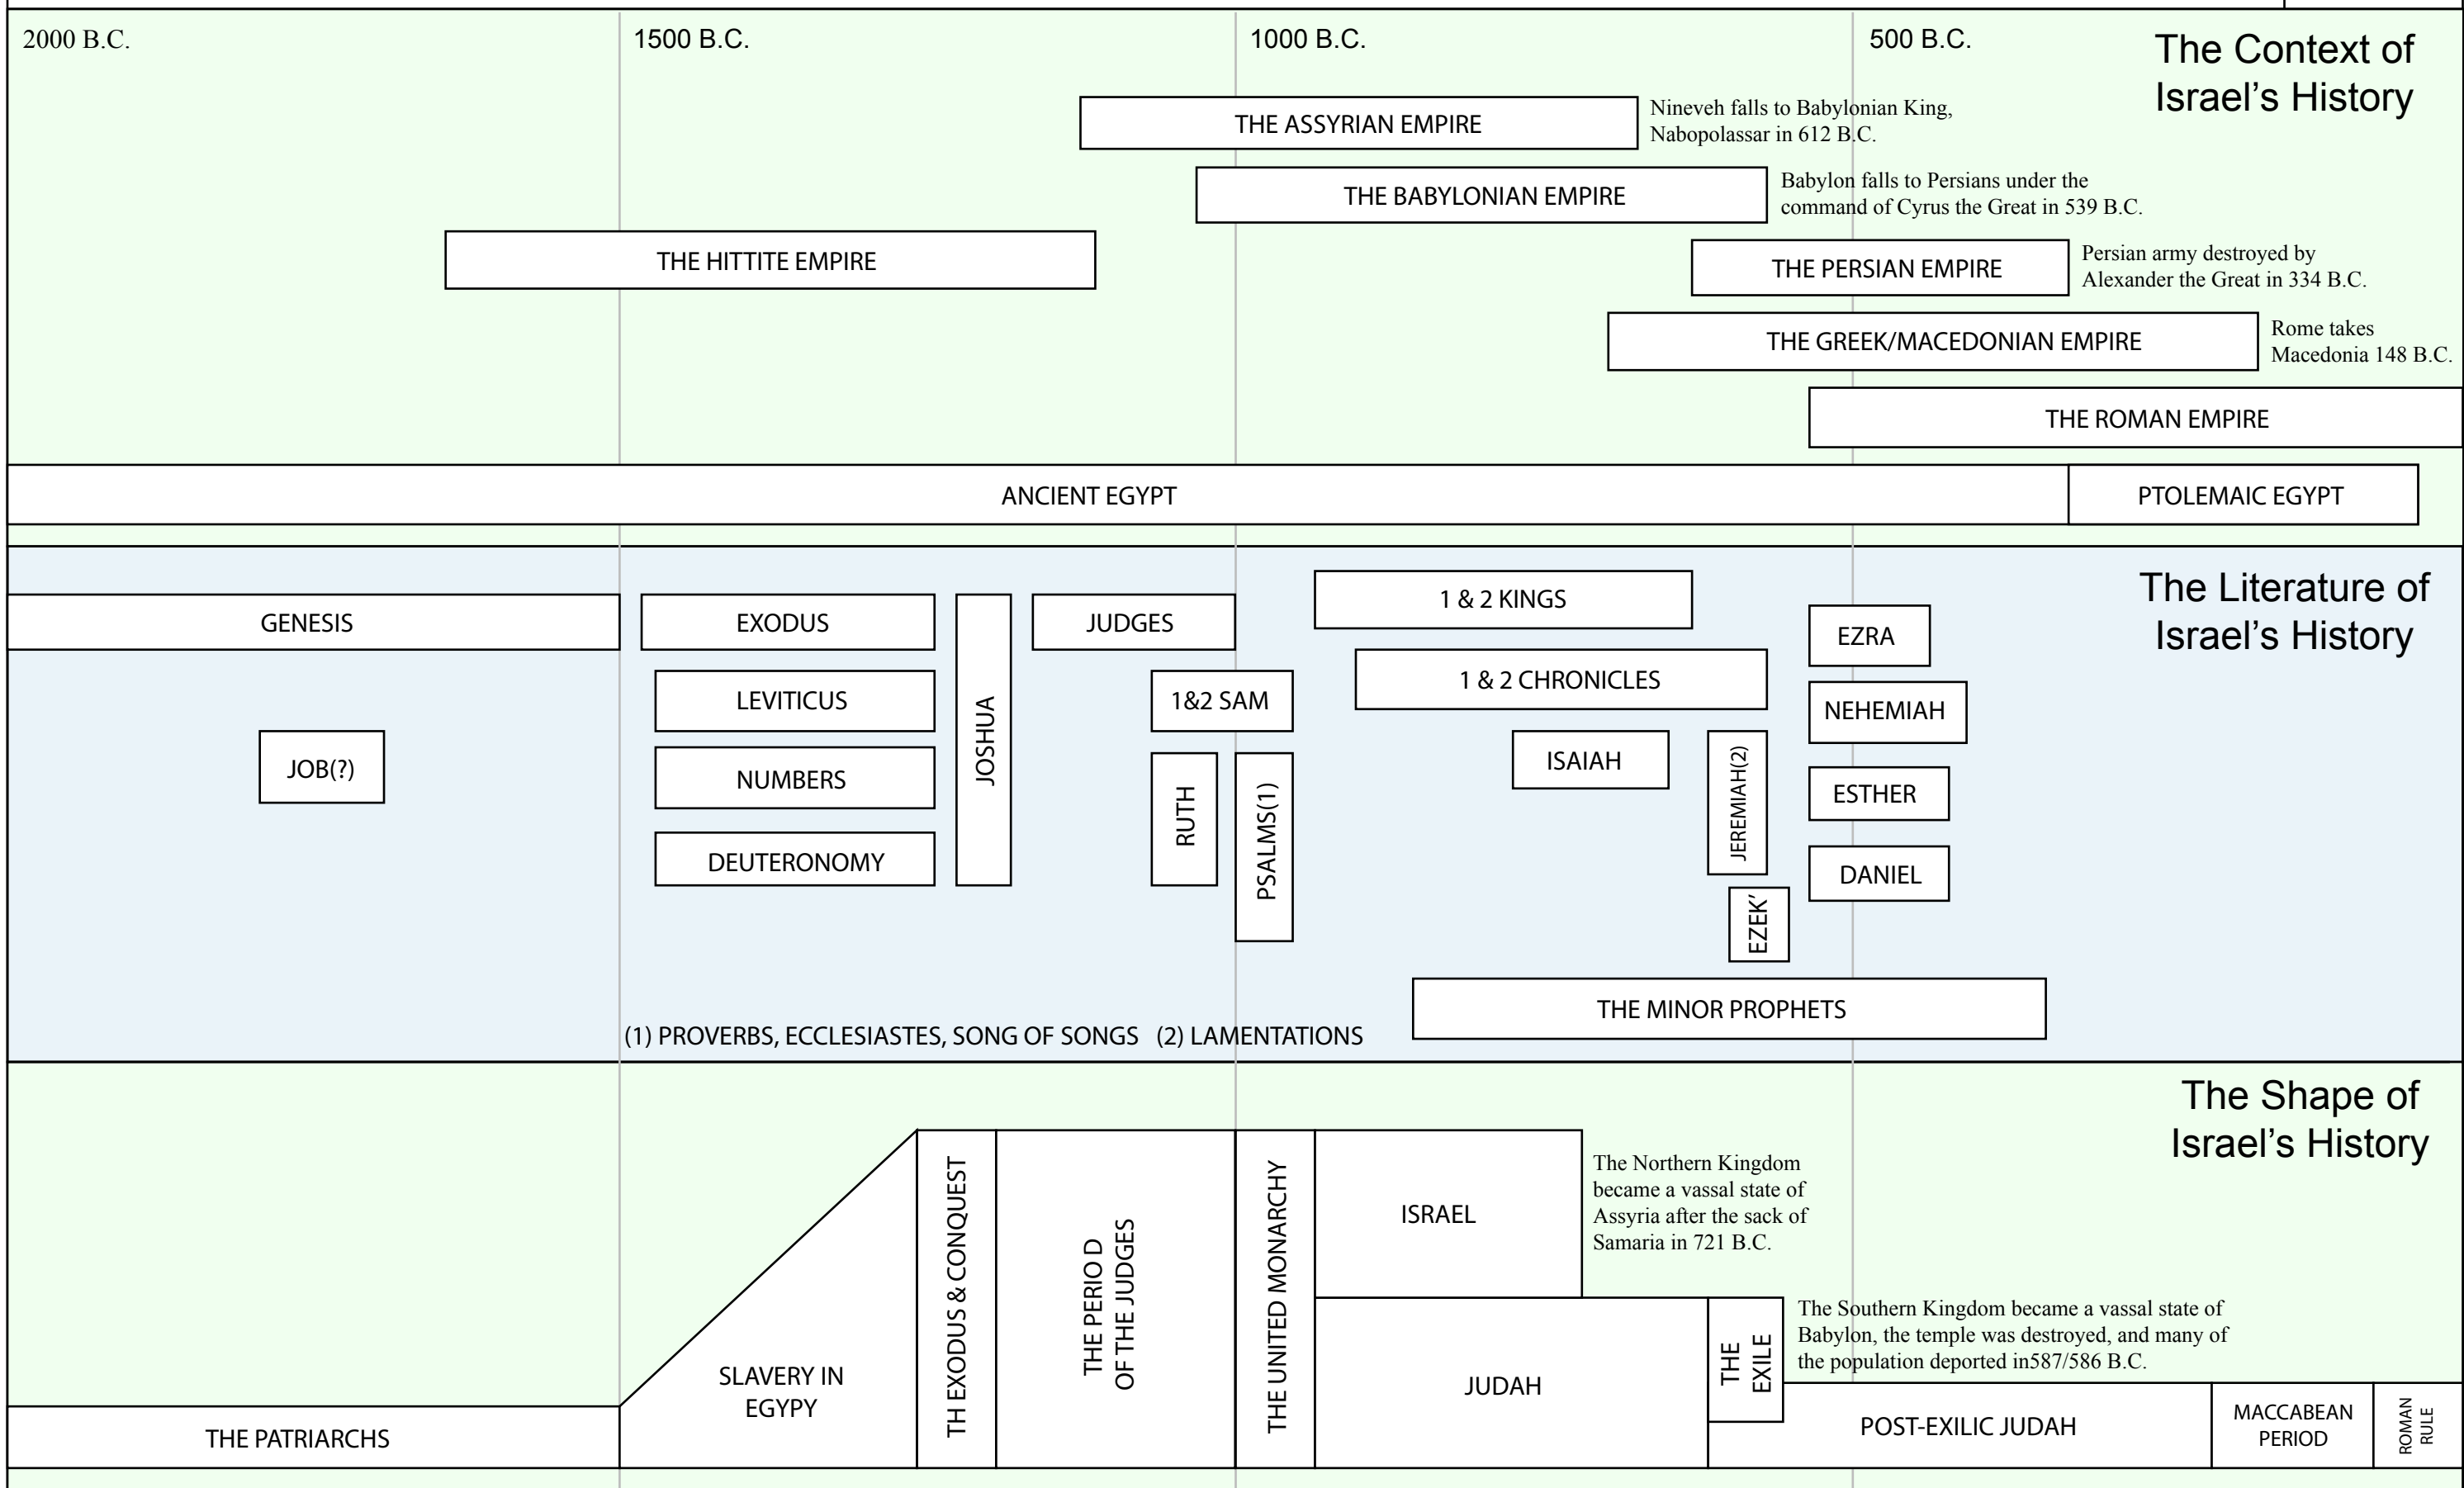 2000 B.C.
1500 B.C.
1000 B.C.
500 B.C.
The Context of
Israel’s History
THE ASSYRIAN EMPIRE
Nineveh falls to Babylonian King,
Nabopolassar in 612 B.C.
THE BABYLONIAN EMPIRE
Babylon falls to Persians under the
command of Cyrus the Great in 539 B.C.
THE HITTITE EMPIRE
THE PERSIAN EMPIRE
Persian army destroyed by
Alexander the Great in 334 B.C.
THE GREEK/MACEDONIAN EMPIRE
Rome takes
Macedonia 148 B.C.
THE ROMAN EMPIRE
ANCIENT EGYPT
PTOLEMAIC EGYPT
The Literature of
Israel’s History
GENESIS
EXODUS
JUDGES
1 & 2 KINGS
EZRA
LEVITICUS
JOSHUA
1&2 SAM
1 & 2 CHRONICLES
NEHEMIAH
JOB(?)
NUMBERS
RUTH
PSALMS(1)
ISAIAH
JEREMIAH(2)
ESTHER
DEUTERONOMY
DANIEL
EZEK’
THE MINOR PROPHETS
(1) PROVERBS, ECCLESIASTES, SONG OF SONGS (2) LAMENTATIONS
The Shape of
Israel’s History
THE PATRIARCHS
SLAVERY IN
EGYPY
TH EXODUS & CONQUEST
THE PERIO D
OF THE JUDGES
THE UNITED MONARCHY
ISRAEL
The Northern Kingdom
became a vassal state of
Assyria after the sack of
Samaria in 721 B.C.
JUDAH
THE
EXILE
The Southern Kingdom became a vassal state of
Babylon, the temple was destroyed, and many of
the population deported in587/586 B.C.
POST-EXILIC JUDAH
MACCABEAN
PERIOD
ROMAN
RULE